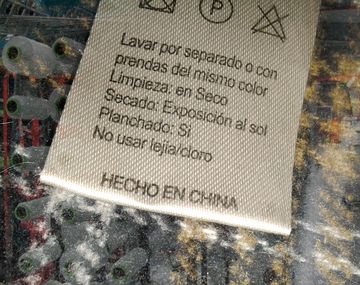 P
Lavar por separado o con
prendas del mismo color
Limpieza: en Seco
Secado: Exposición al sol
Planchado: Si
No usar lejia/cloro
HECHO EN CHINA